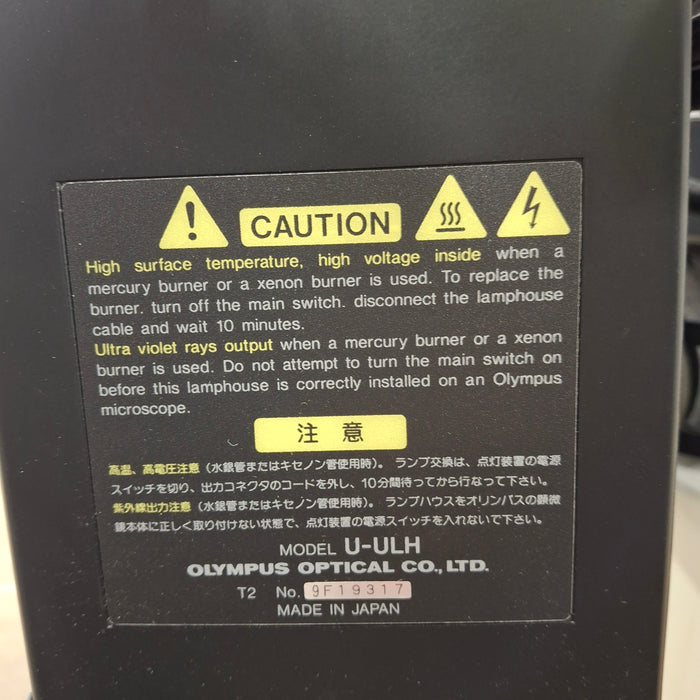 CAUTION
High surface temperature, high voltage inside when a
mercury burner or a xenon burner is used. To replace the
burner. turn off the main switch. disconnect the lamphouse
cable and wait 10 minutes.
Ultra violet rays output when a mercury burner or a xenon
burner is used. Do not attempt to turn the main switch on
before this lamphouse is correctly installed on an Olympus
microscope.
注 意
高温、高電圧注意（水銀管またはキセノン管使用時）。ランプ交換は、点灯装置の電源
スイッチを切り、出力コネクタのコードを外し、10分間待ってから行なって下さい。
紫外線出力注意（水銀管またはキセノン管使用時）。ランプハウスをオリンパスの顕微
鏡本体に正しく取り付けない状態で、点灯装置の電源スイッチを入れないで下さい。
MODEL U-ULH
OLYMPUS OPTICAL CO., LTD.
T2 No. 9F19317
MADE IN JAPAN